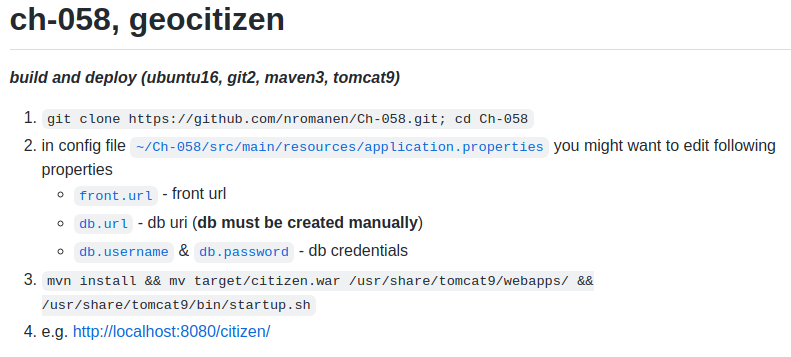 ch-058, geocitizen
build and deploy (ubuntu16, git2, maven3, tomcat9)
1. git clone https://github.com/nromanen/Ch-058.git; cd Ch-058
2. in config file ~/Ch-058/src/main/resources/application.properties you might want to edit following
properties
front.url - front url
db.url - db uri (db must be created manually)
db.username & db.password - db credentials
3. mvn install && mv target/citizen.war /usr/share/tomcat9/webapps/ &&
/usr/share/tomcat9/bin/startup.sh
4. e.g. http://localhost:8080/citizen/